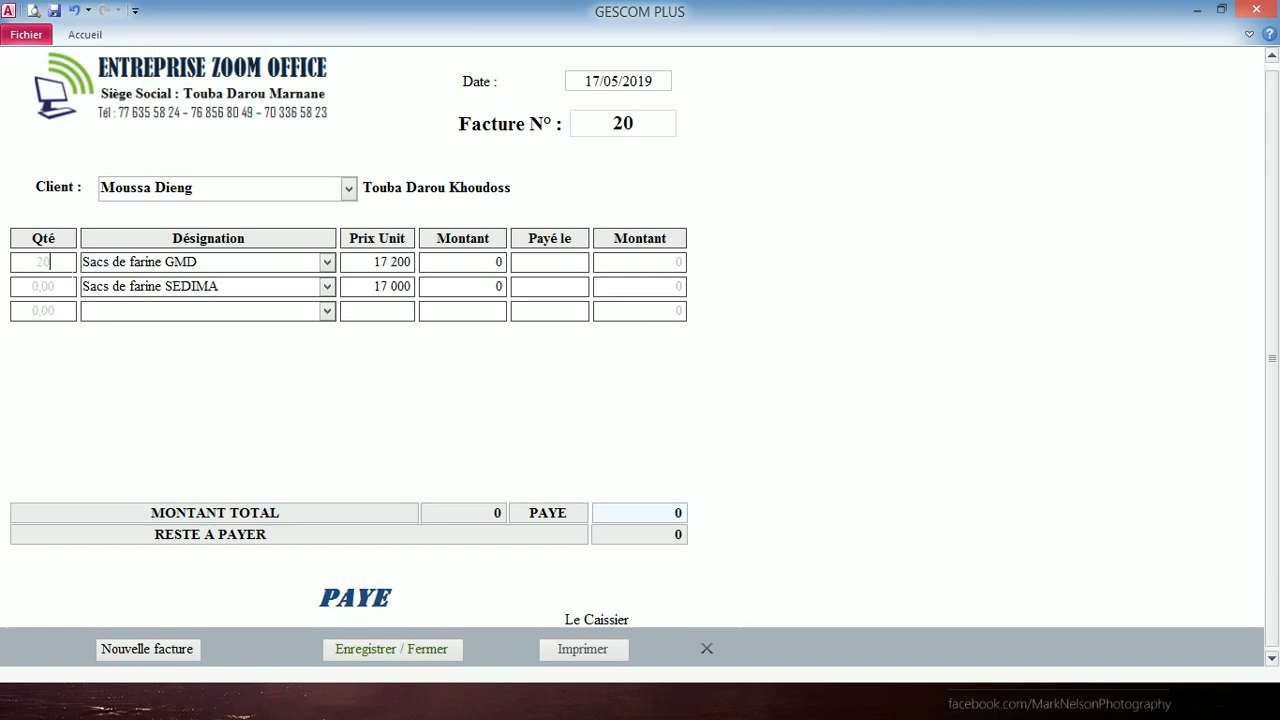 GESCOM PLUS
Fichier Accueil
ENTREPRISE ZOOM OFFICE
Siège Social : Touba Darou Marnane
Tél : 77 635 58 24 – 76 856 80 49 – 70 336 58 23
Date : 17/05/2019
Facture N° : 20
Client : Moussa Dieng Touba Darou Khoudoss
Qté Désignation Prix Unit Montant Payé le Montant
20 Sacs de farine GMD 17 200 0 0
0,00 Sacs de farine SEDIMA 17 000 0 0
0,00 0
MONTANT TOTAL 0 PAYE 0
RESTE A PAYER 0
PAYE
Le Caissier
Nouvelle facture Enregistrer / Fermer Imprimer
facebook.com/MarkNelsonPhotography